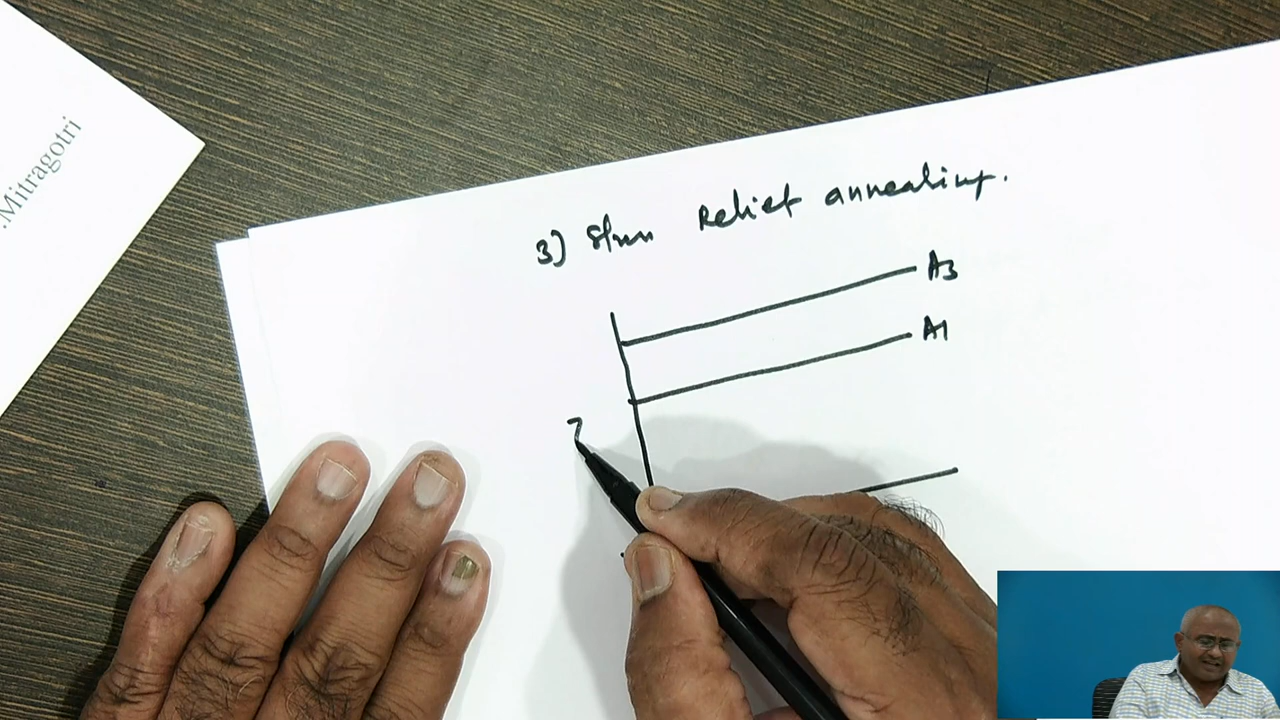 .Mitragotri
3) Stress Relief annealing.
A3
A1